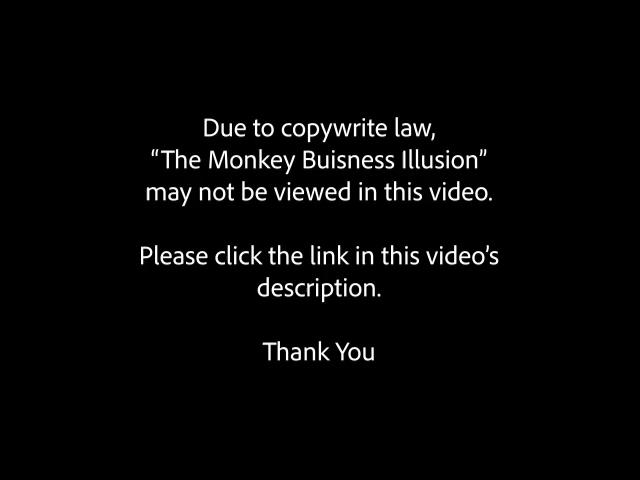 Due to copywrite law,
“The Monkey Buisness Illusion”
may not be viewed in this video.
Please click the link in this video’s
description.
Thank You